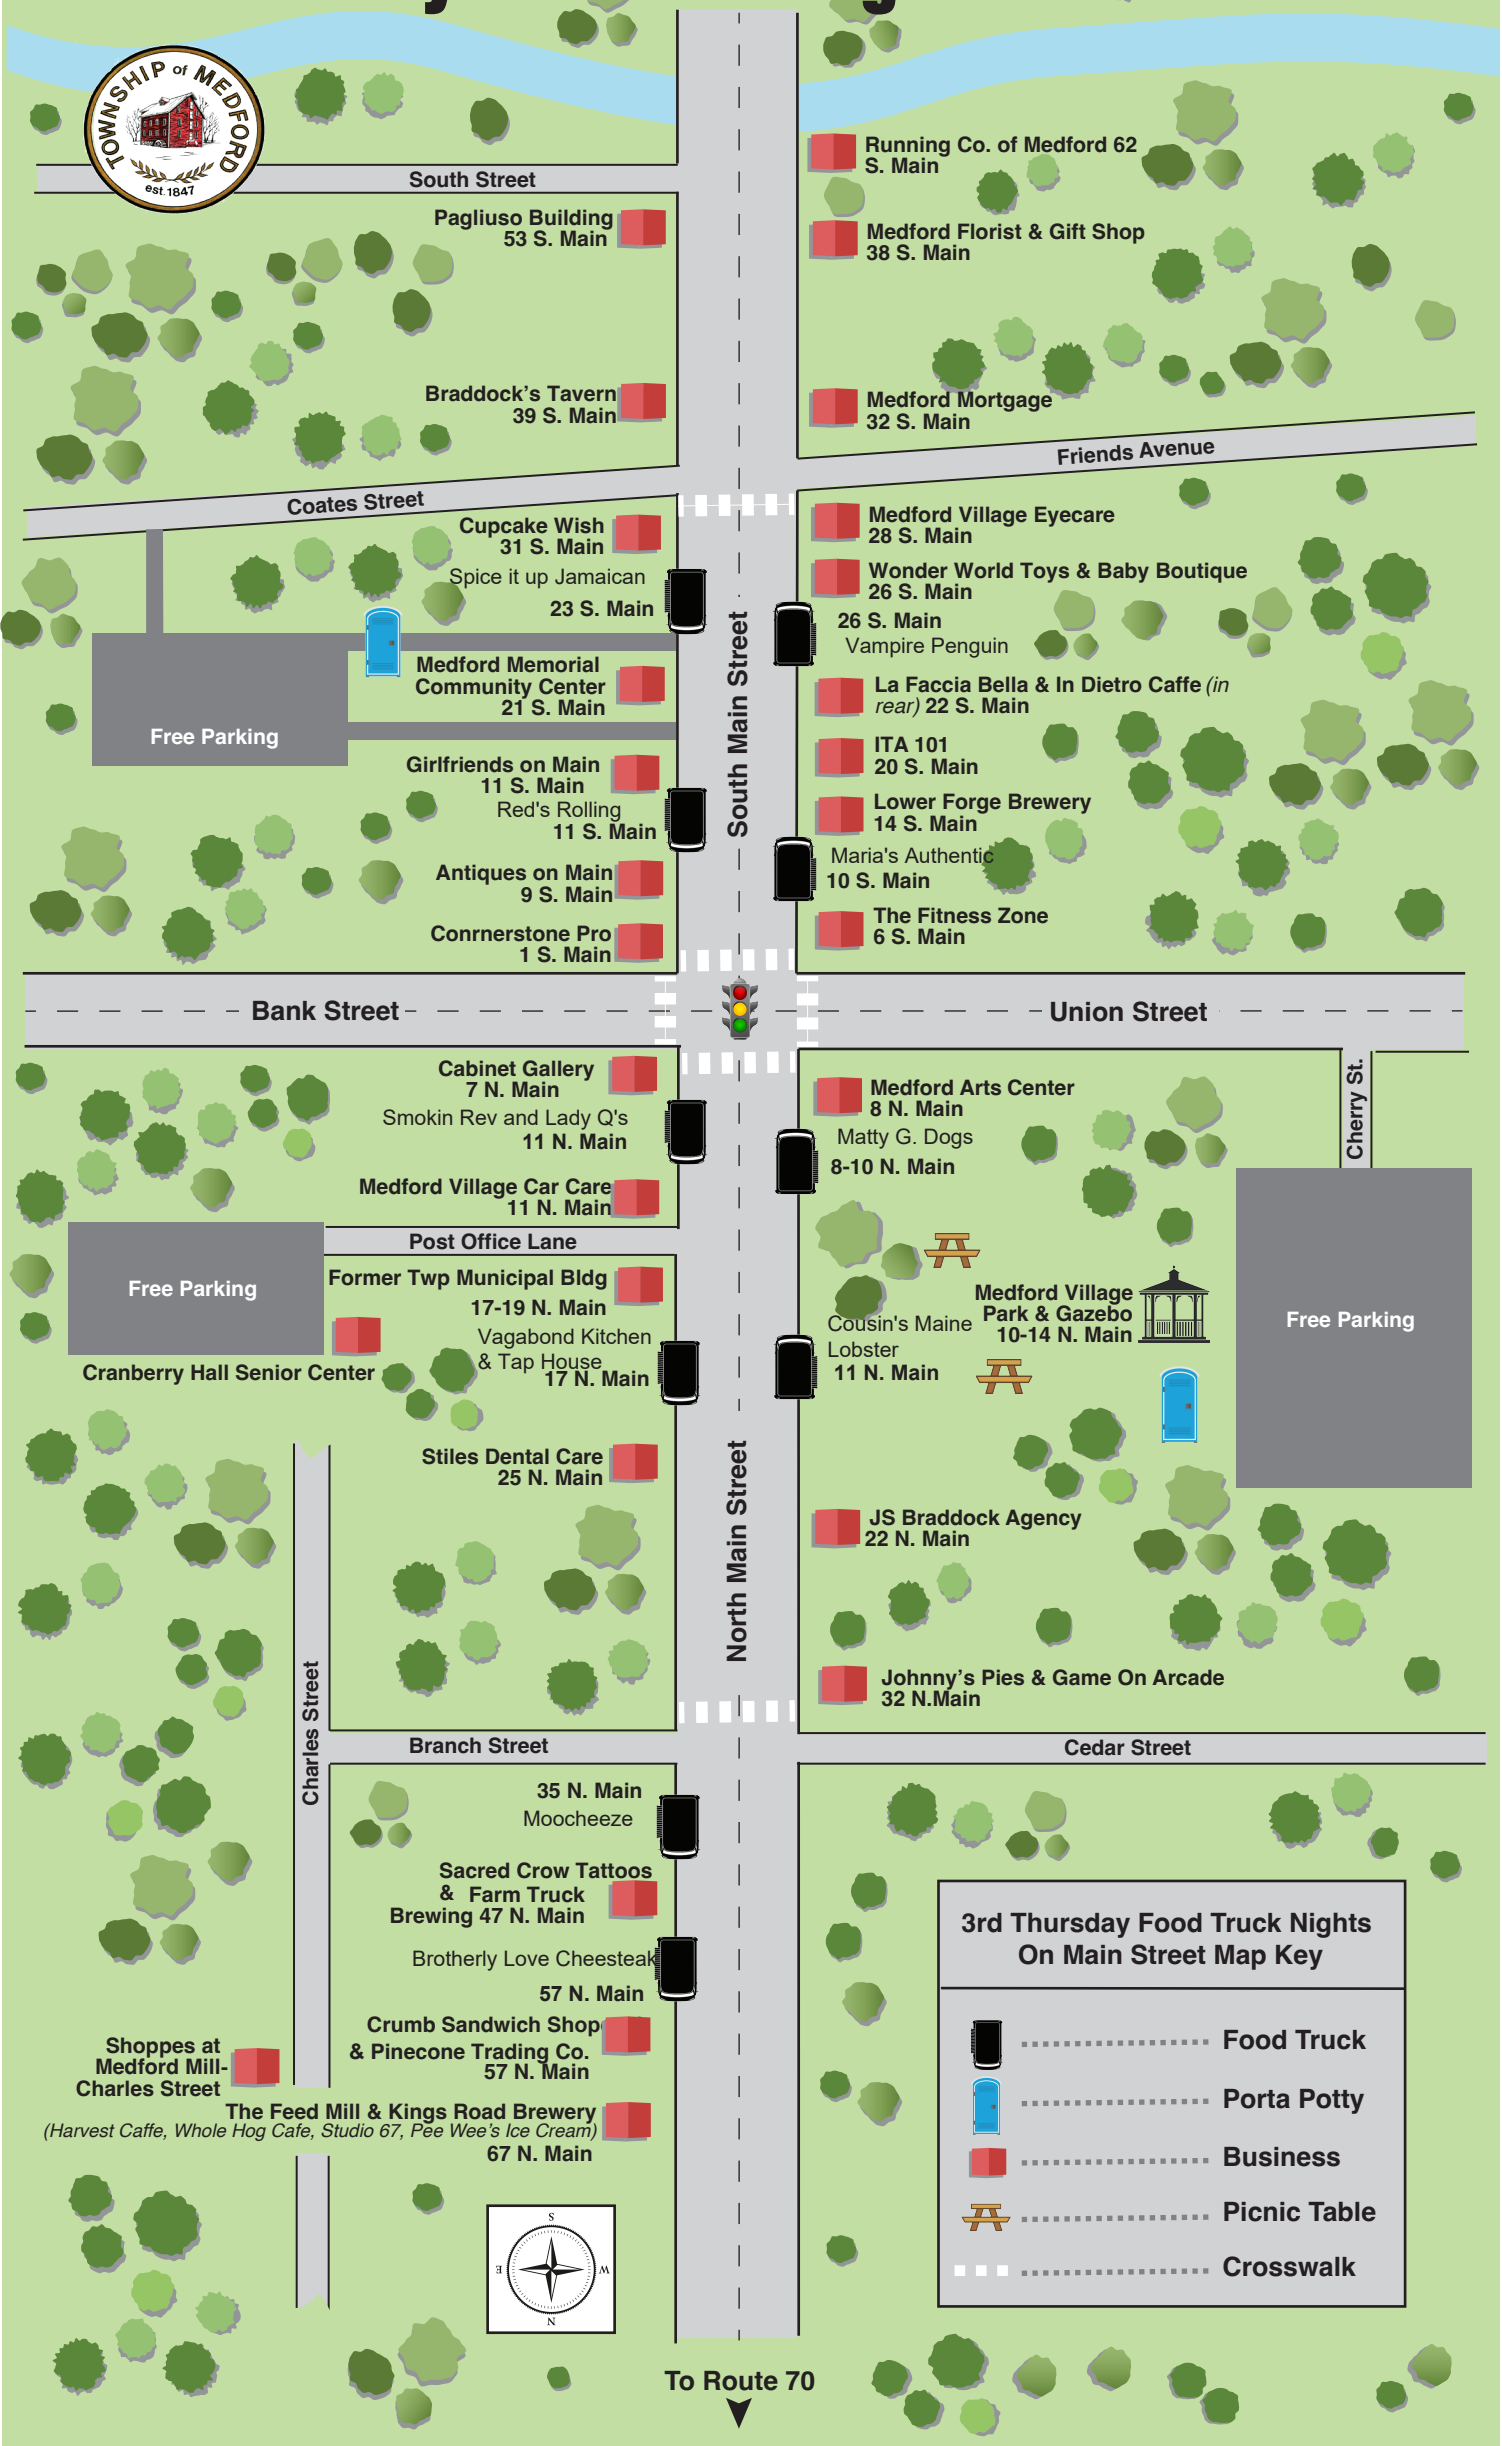 TOWNSHIP of MEDFORD
est. 1847
South Street
Running Co. of Medford 62
S. Main
Pagliuso Building
53 S. Main
Medford Florist & Gift Shop
38 S. Main
Braddock's Tavern
39 S. Main
Medford Mortgage
32 S. Main
Friends Avenue
Coates Street
Cupcake Wish
31 S. Main
Medford Village Eyecare
28 S. Main
Spice it up Jamaican
23 S. Main
Wonder World Toys & Baby Boutique
26 S. Main
26 S. Main
Vampire Penguin
South Main Street
Medford Memorial
Community Center
21 S. Main
La Faccia Bella & In Dietro Caffe (in
rear) 22 S. Main
Free Parking
ITA 101
20 S. Main
Girlfriends on Main
11 S. Main
Red's Rolling
11 S. Main
Lower Forge Brewery
14 S. Main
Maria's Authentic
10 S. Main
Antiques on Main
9 S. Main
The Fitness Zone
6 S. Main
Conrnerstone Pro
1 S. Main
Bank Street
Union Street
Cabinet Gallery
7 N. Main
Medford Arts Center
8 N. Main
Cherry St.
Smokin Rev and Lady Q's
11 N. Main
Matty G. Dogs
8-10 N. Main
Medford Village Car Care
11 N. Main
Post Office Lane
Free Parking
Former Twp Municipal Bldg
17-19 N. Main
Medford Village
Park & Gazebo
10-14 N. Main
Free Parking
Vagabond Kitchen
& Tap House
17 N. Main
Cousin's Maine
Lobster
11 N. Main
Cranberry Hall Senior Center
North Main Street
Stiles Dental Care
25 N. Main
JS Braddock Agency
22 N. Main
Charles Street
Johnny's Pies & Game On Arcade
32 N.Main
Branch Street
Cedar Street
35 N. Main
Moocheeze
Sacred Crow Tattoos
& Farm Truck
Brewing 47 N. Main
Brotherly Love Cheesteak
57 N. Main
Crumb Sandwich Shop
& Pinecone Trading Co.
57 N. Main
Shoppes at
Medford Mill-
Charles Street
The Feed Mill & Kings Road Brewery
(Harvest Caffe, Whole Hog Cafe, Studio 67, Pee Wee's Ice Cream)
67 N. Main
3rd Thursday Food Truck Nights
On Main Street Map Key
Food Truck
Porta Potty
Business
Picnic Table
Crosswalk
S
E
W
N
To Route 70